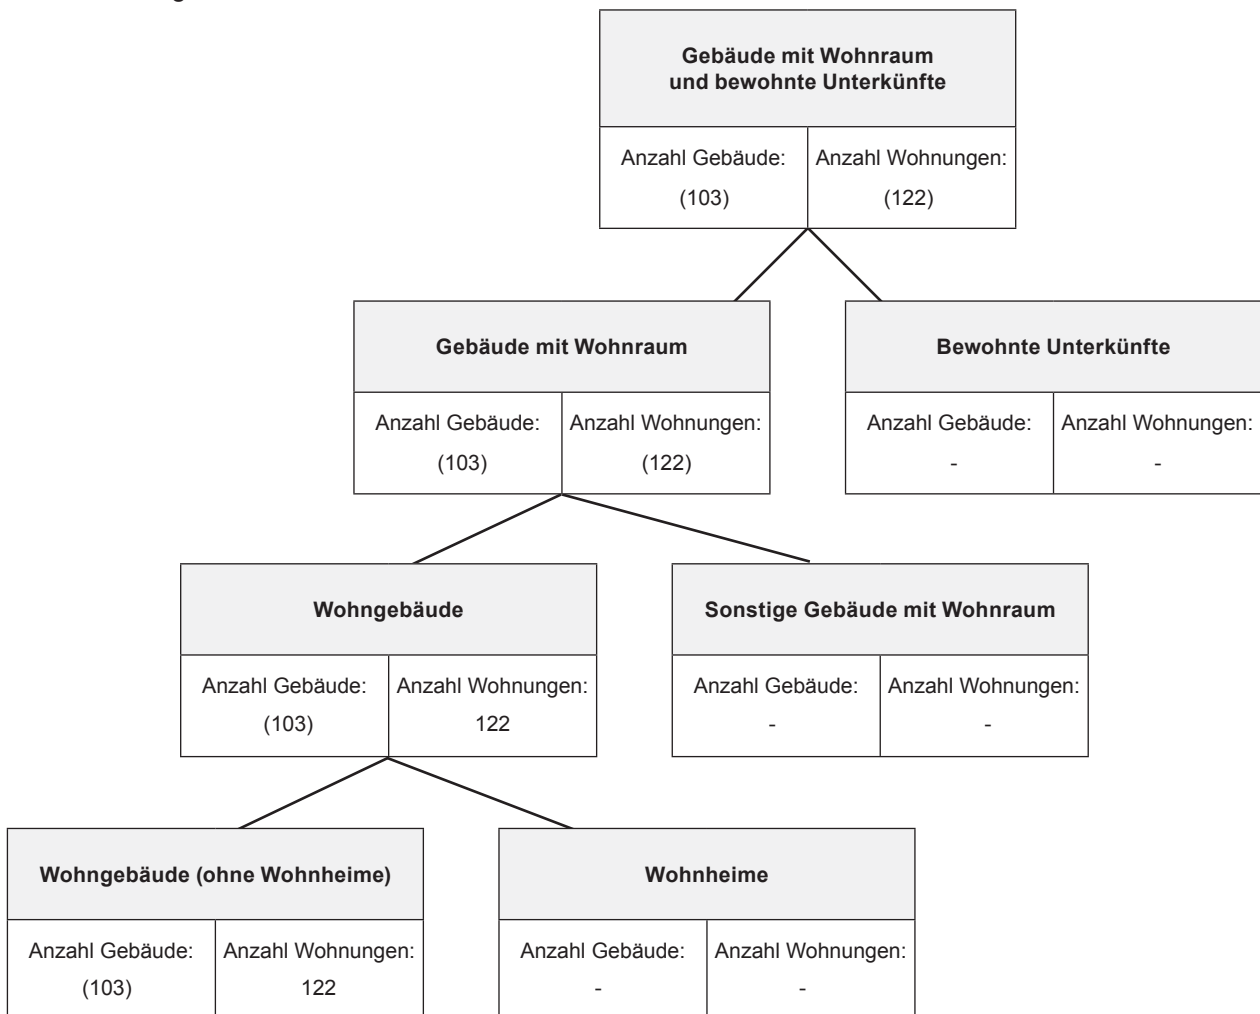 Gebäude mit Wohnraum
und bewohnte Unterkünfte
Anzahl Gebäude:
(103)
Anzahl Wohnungen:
(122)
Gebäude mit Wohnraum
Anzahl Gebäude:
(103)
Anzahl Wohnungen:
(122)
Bewohnte Unterkünfte
Anzahl Gebäude:
-
Anzahl Wohnungen:
-
Wohngebäude
Anzahl Gebäude:
(103)
Anzahl Wohnungen:
122
Sonstige Gebäude mit Wohnraum
Anzahl Gebäude:
-
Anzahl Wohnungen:
-
Wohngebäude (ohne Wohnheime)
Anzahl Gebäude:
(103)
Anzahl Wohnungen:
122
Wohnheime
Anzahl Gebäude:
-
Anzahl Wohnungen:
-